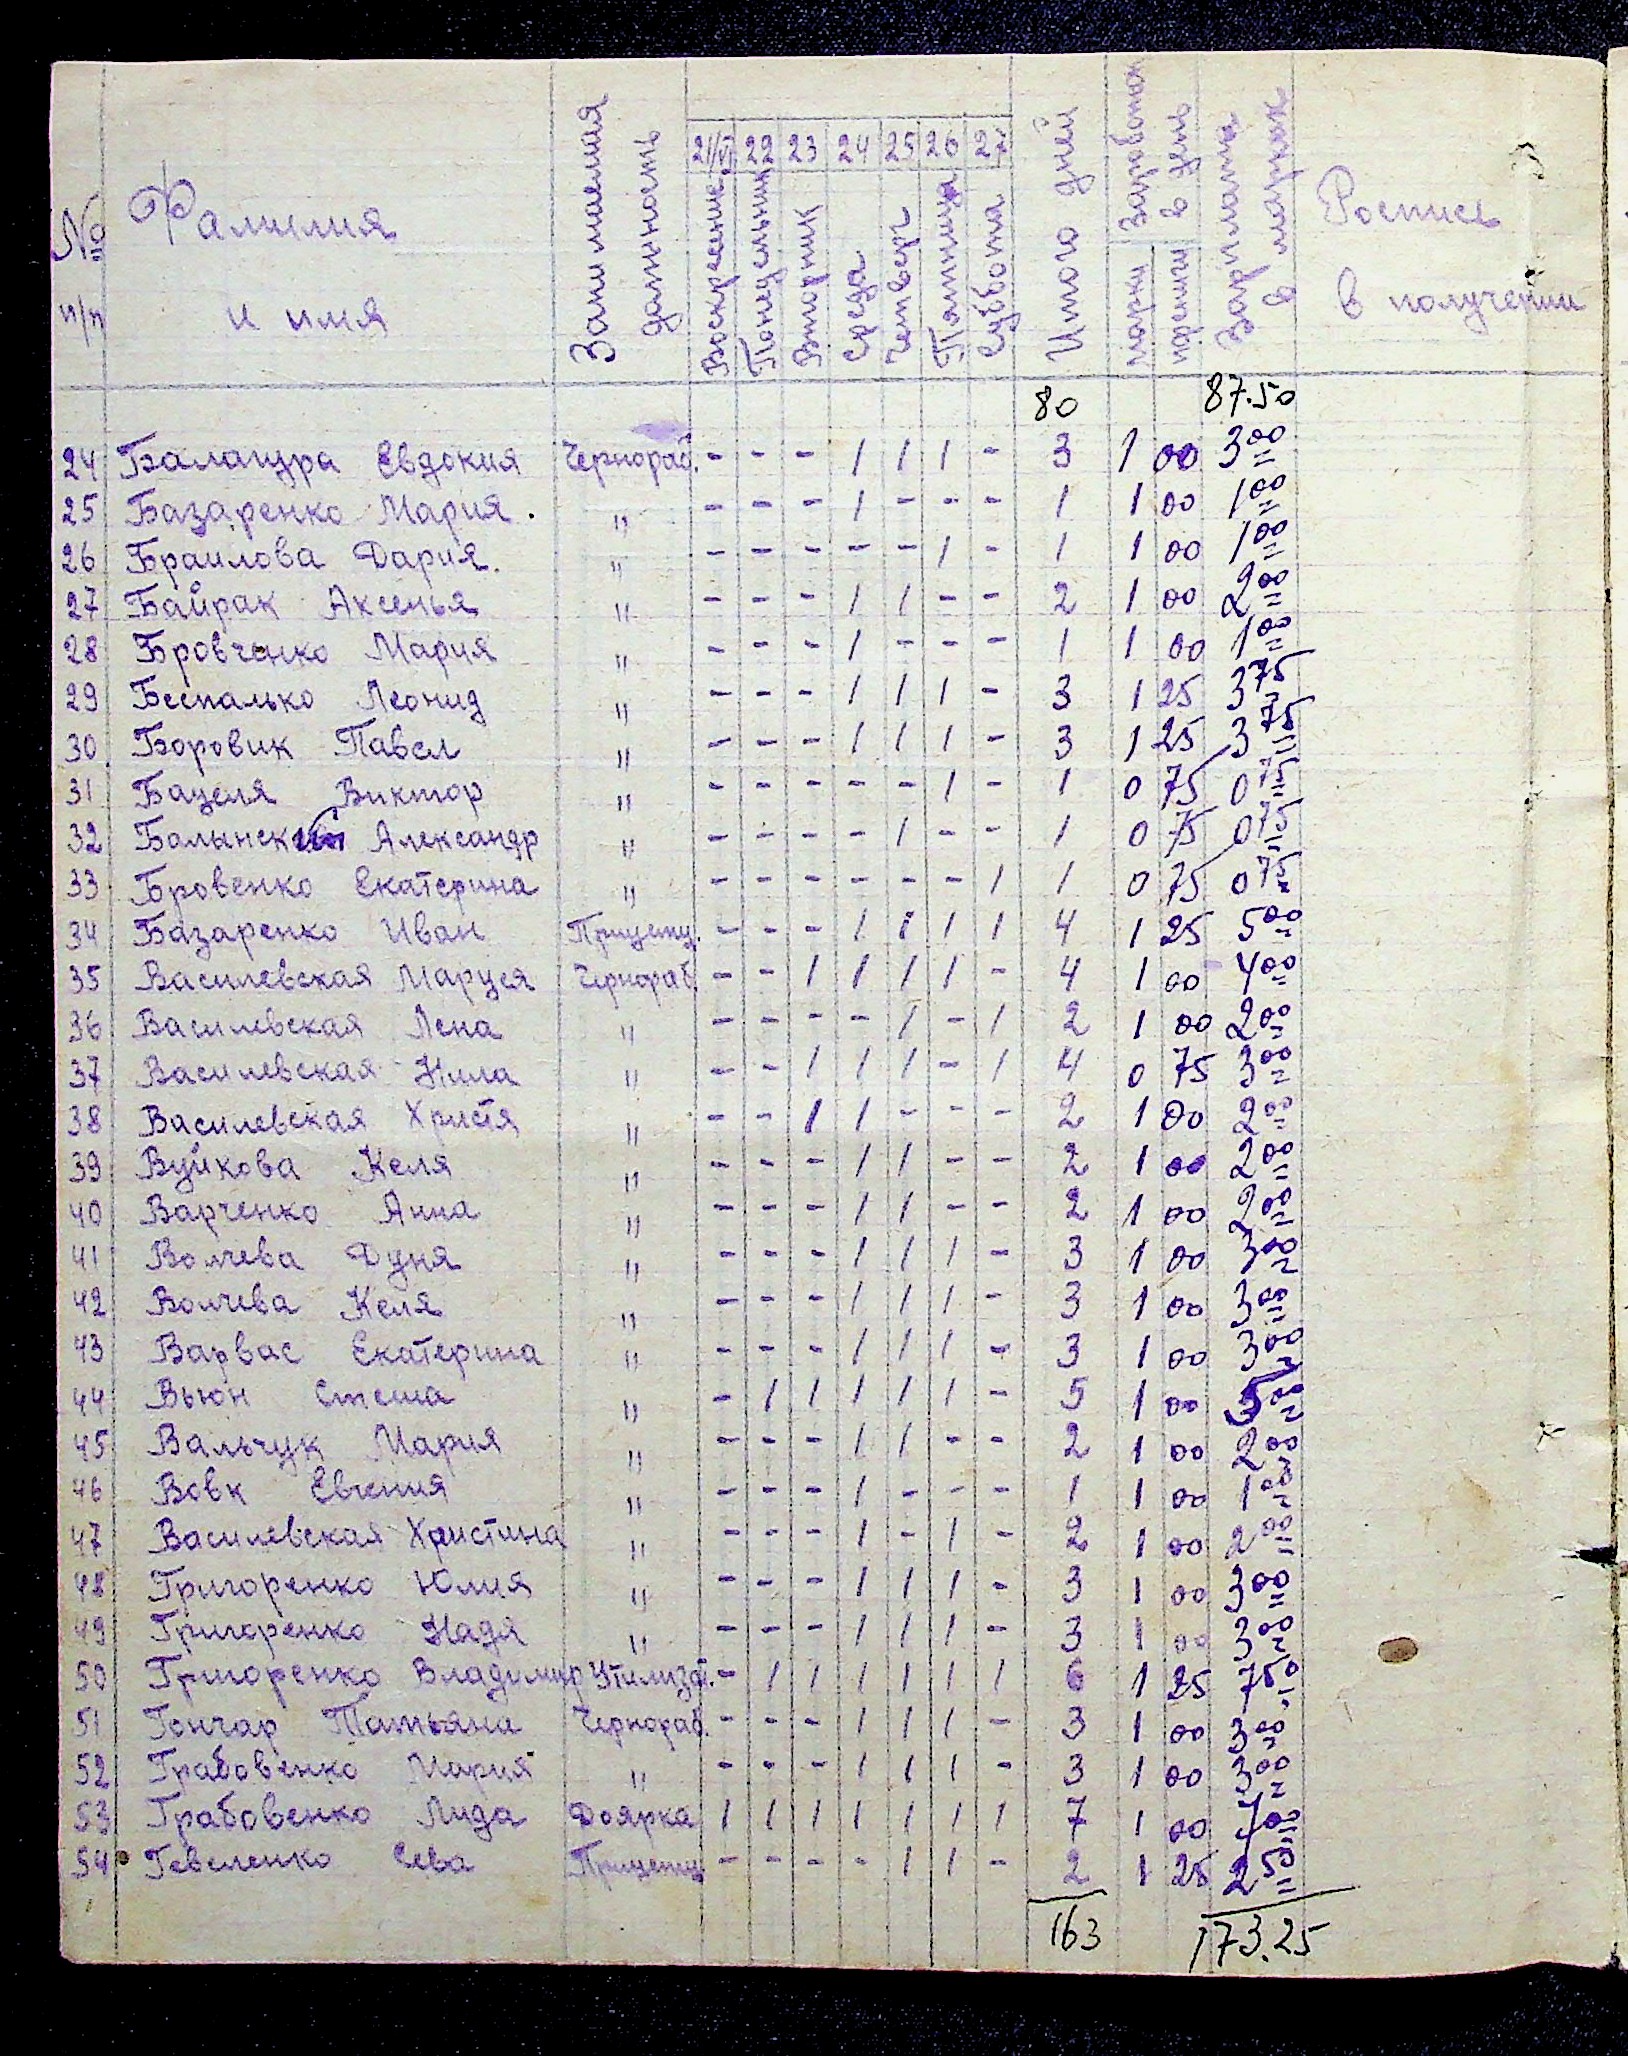 № п/п Фамилия и имя Занимаемая должность 21/VI Воскресение 22 Понедельник 23 Вторник 24 Среда 25 Четверг 26 Пятница 27 Суббота Итого дней Заработок в день марки пфениги Зарплата в марках Роспись в получении
80 87.50
24 Балацура Евдокия Чернораб. - - - / / / - 3 1 00 3 00
25 Базаренко Мария. " - - - / - - - 1 1 00 1 00
26 Браилова Дария. " - - - - - / - 1 1 00 1 00
27 Байрак Аксенья " - - - / / - - 2 1 00 2 00
28 Бровченко Мария " - - - / - - - 1 1 00 1 00
29 Беспалько Леонид " - - - / / / - 3 1 25 3 75
30 Боровик Павел " - - - / / / - 3 1 25 3 75
31 Бацеля Виктор " - - - - - / - 1 0 75 0 75
32 Балынский Александр " - - - - / - - 1 0 75 0 75
33 Бровенко Екатерина " - - - - - - / 1 0 75 0 75
34 Базаренко Иван Прицепщ. - - - / / / / 4 1 25 5 00
35 Василевская Маруся Чернораб - - / / / / - 4 1 00 4 00
36 Василевская Лена " - - - - / - / 2 1 00 2 00
37 Василевская Нина " - - / / / - / 4 0 75 3 00
38 Василевская Христя " - - / / - - - 2 1 00 2 00
39 Вуйкова Келя " - - - / / - - 2 1 00 2 00
40 Варченко Анна " - - - / / - - 2 1 00 2 00
41 Волчева Дуня " - - - / / / - 3 1 00 3 00
42 Волчева Келя " - - - / / / - 3 1 00 3 00
43 Варвас Екатерина " - - - / / / - 3 1 00 3 00
44 Вьюн Стеша " - / / / / / - 5 1 00 5 00
45 Вальчук Мария " - - - / / - - 2 1 00 2 00
46 Вовк Евгения " - - - / - - - 1 1 00 1 00
47 Василевская Христина " - - - / - / - 2 1 00 2 00
48 Григоренко Юлия " - - - / / / - 3 1 00 3 00
49 Григоренко Надя " - - - / / / - 3 1 00 3 00
50 Григоренко Владимир Утилизат. - / / / / / / 6 1 25 7 50
51 Гончар Татьяна Чернораб. - - - / / / - 3 1 00 3 00
52 Грабовенко Мария " - - - / / / - 3 1 00 3 00
53 Грабовенко Лида Доярка / / / / / / / 7 1 00 7 00
54 Гевеленко Сева Прицепщ. - - - - / / - 2 1 25 2 50
163 173.25